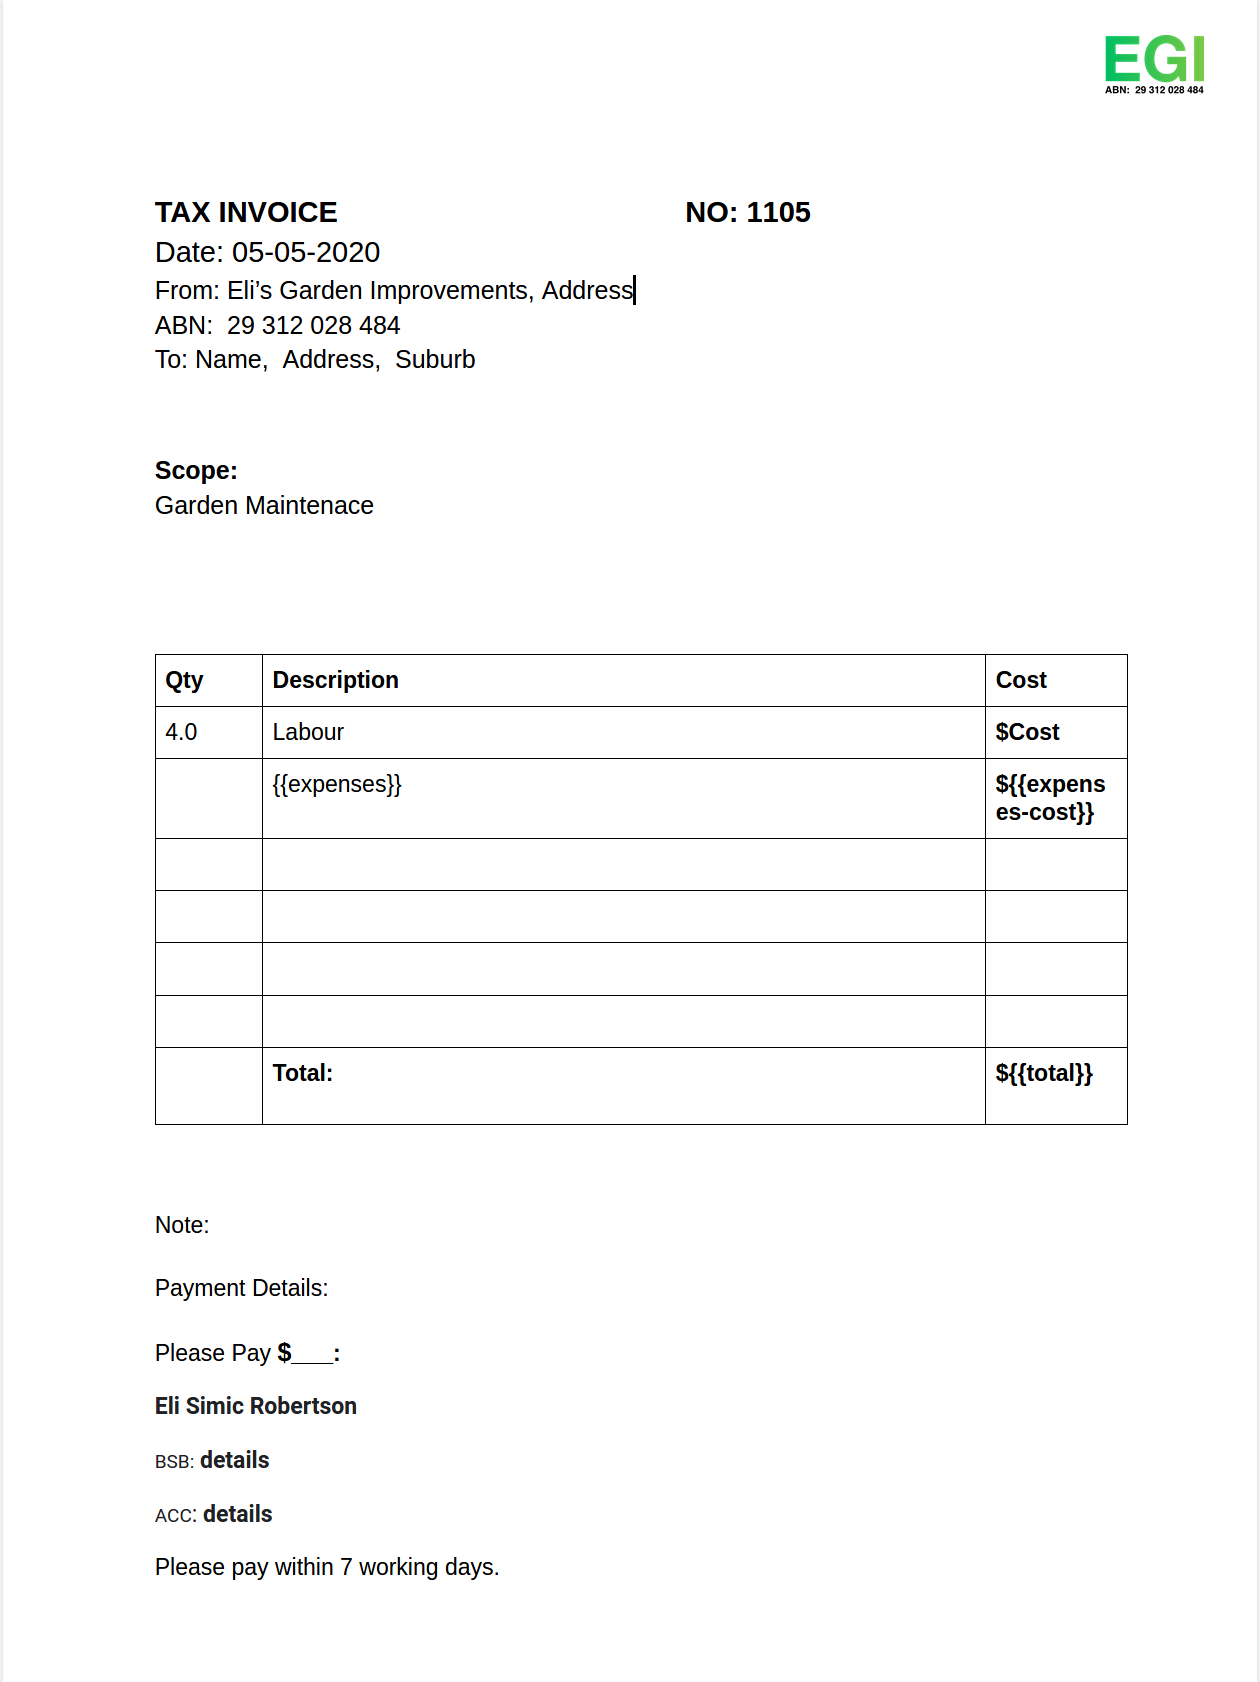 EGI
ABN:  29 312 028 484
TAX INVOICE NO: 1105
Date: 05-05-2020
From: Eli’s Garden Improvements, Address
ABN:  29 312 028 484
To: Name,  Address,  Suburb
Scope:
Garden Maintenace
Qty Description Cost
4.0 Labour $Cost
{{expenses}} ${{expens
es-cost}}
Total: ${{total}}
Note:
Payment Details:
Please Pay $___:
Eli Simic Robertson
BSB: details
ACC: details
Please pay within 7 working days.